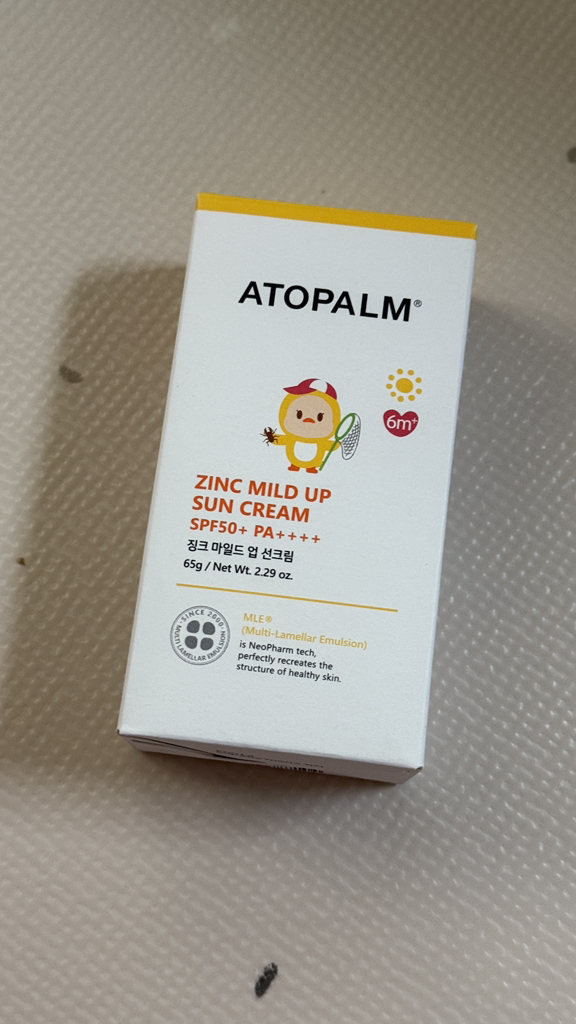 ATOPALM®
6m+
ZINC MILD UP
SUN CREAM
SPF50+ PA++++
징크 마일드 업 선크림
65g / Net Wt. 2.29 oz.
· SINCE 2000 ·
MULTI LAMELLAR EMULSION
MLE®
(Multi-Lamellar Emulsion)
is NeoPharm tech,
perfectly recreates the
structure of healthy skin.